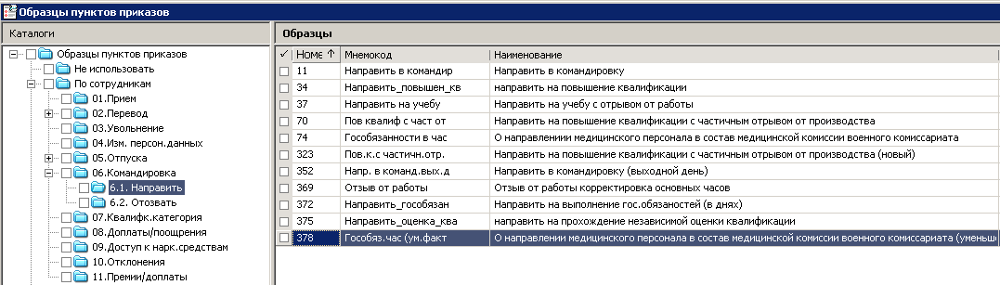 Образцы пунктов приказов
Каталоги
Образцы пунктов приказов
Не использовать
По сотрудникам
01.Прием
02.Перевод
03.Увольнение
04.Изм. персон.данных
05.Отпуска
06.Командировка
6.1. Направить
6.2. Отозвать
07.Квалифк.категория
08.Доплаты/поощрения
09.Доступ к нарк.средствам
10.Отклонения
11.Премии/доплаты
Образцы
Номе Мнемокод Наименование
11 Направить в командир Направить в командировку
34 Направить_повышен_кв направить на повышение квалификации
37 Направить на учебу Направить на учебу с отрывом от работы
70 Пов квалиф с част от Направить на повышение квалификации с частичным отрывом от производства
74 Гособязанности в час О направлении медицинского персонала в состав медицинской комиссии военного комиссариата
323 Пов.к.с частичн.отр. Направить на повышение квалификации с частичным отрывом от производства (новый)
352 Напр. в команд.вых.д Направить в командировку (выходной день)
369 Отзыв от работы Отзыв от работы корректировка основных часов
372 Направить_гособязан Направить на выполнение гос.обязаностей (в днях)
375 Направить_оценка_ква направить на прохождение независимой оценки квалификации
378 Гособяз.час (ум.факт О направлении медицинского персонала в состав медицинской комиссии военного комиссариата (уменьше